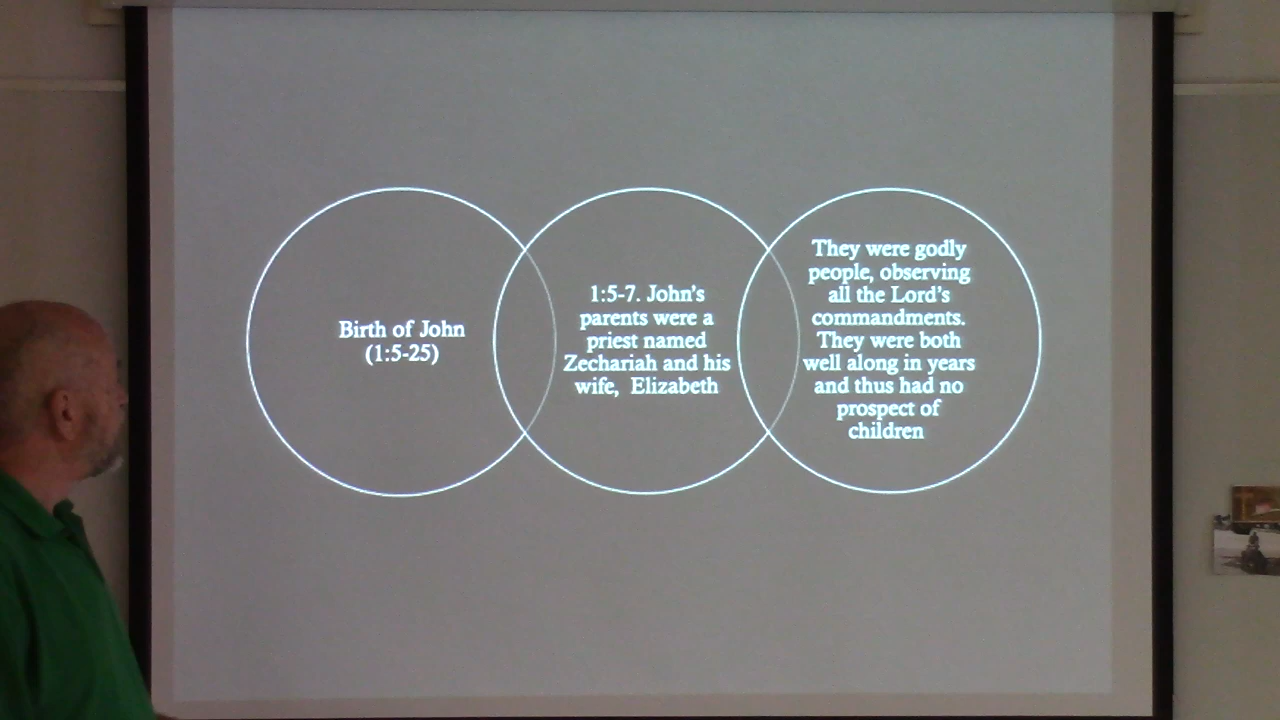 Birth of John
(1:5-25)
1:5-7. John's
parents were a
priest named
Zechariah and his
wife, Elizabeth
They were godly
people, observing
all the Lord's
commandments.
They were both
well along in years
and thus had no
prospect of
children